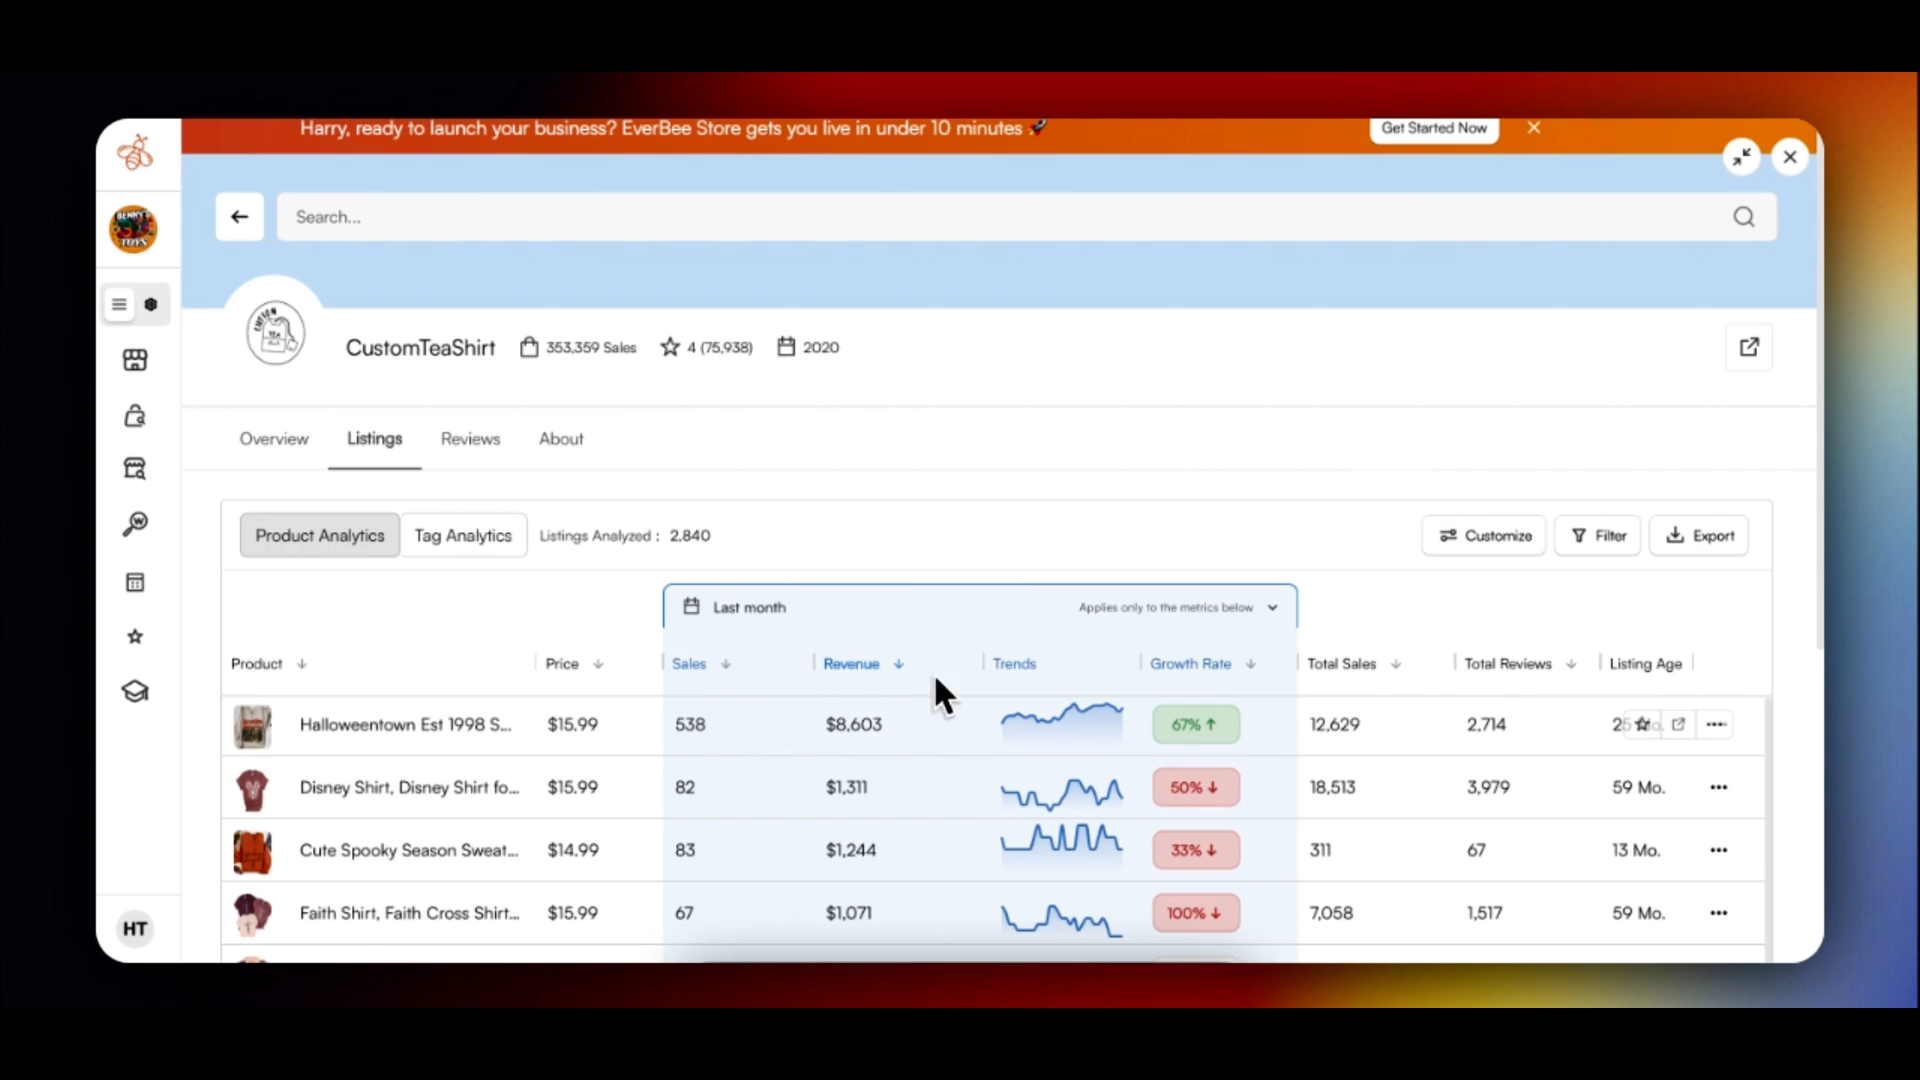 Harry, ready to launch your business? EverBee Store gets you live in under 10 minutes 🚀
Get Started Now
BENNY'S
TOYS
Search...
CUSTOM
TEA
CustomTeaShirt
353,359 Sales
4 (75,938)
2020
Overview Listings Reviews About
Product Analytics Tag Analytics Listings Analyzed : 2,840
Customize Filter Export
Last month Applies only to the metrics below
Product Price Sales Revenue Trends Growth Rate Total Sales Total Reviews Listing Age
Halloweentown Est 1998 S... $15.99 538 $8,603 67% ↑ 12,629 2,714 25 Mo.
Disney Shirt, Disney Shirt fo... $15.99 82 $1,311 50% ↓ 18,513 3,979 59 Mo.
Cute Spooky Season Sweat... $14.99 83 $1,244 33% ↓ 311 67 13 Mo.
Faith Shirt, Faith Cross Shirt... $15.99 67 $1,071 100% ↓ 7,058 1,517 59 Mo.
HT